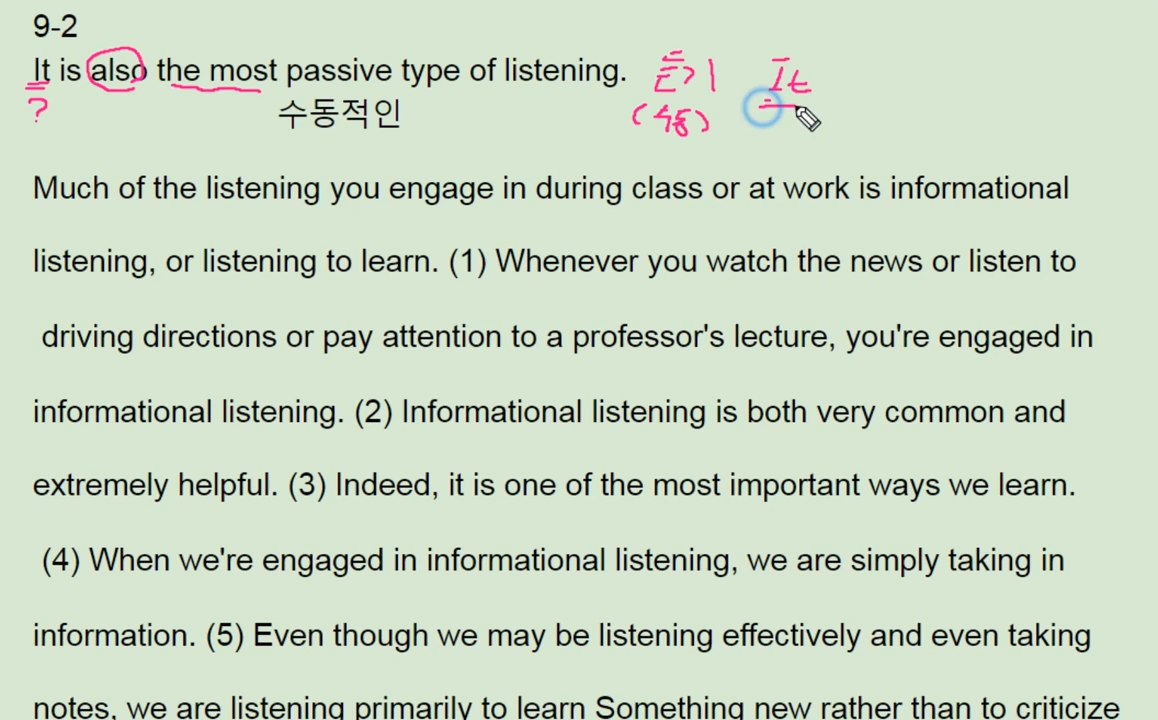 9-2
It is also the most passive type of listening. 듣기 It
? 수동적인 (수동)
Much of the listening you engage in during class or at work is informational
listening, or listening to learn. (1) Whenever you watch the news or listen to
driving directions or pay attention to a professor's lecture, you're engaged in
informational listening. (2) Informational listening is both very common and
extremely helpful. (3) Indeed, it is one of the most important ways we learn.
(4) When we're engaged in informational listening, we are simply taking in
information. (5) Even though we may be listening effectively and even taking
notes, we are listening primarily to learn Something new rather than to criticize